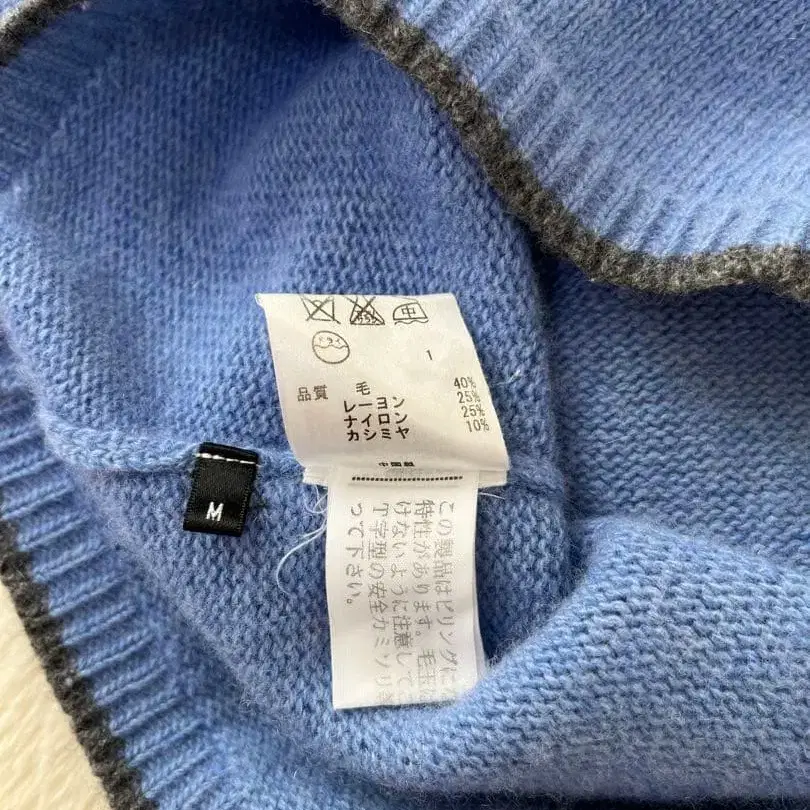 中
1
品質 毛 40%
レーヨン 25%
ナイロン 25%
カシミヤ 10%
M
この製品はピリングに
特性があります。毛玉
けないように注意して
T字型の安全カミソリ
って下さい。